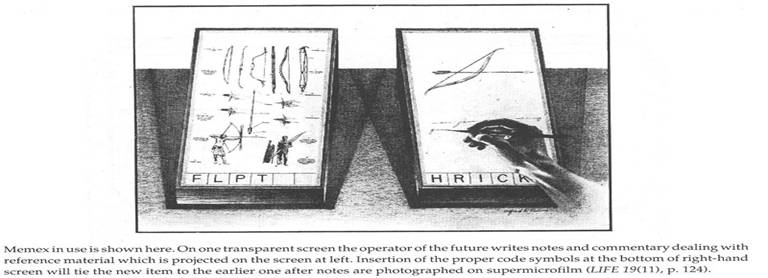 F L P T
H R I C K
Memex in use is shown here. On one transparent screen the operator of the future writes notes and commentary dealing with
reference material which is projected on the screen at left. Insertion of the proper code symbols at the bottom of right-hand
screen will tie the new item to the earlier one after notes are photographed on supermicrofilm (LIFE 19(11), p. 124).